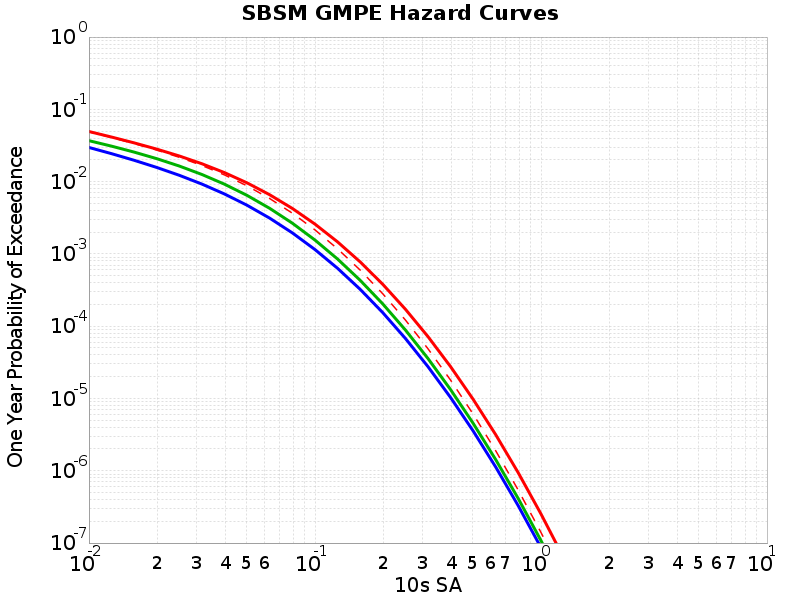 SBSM GMPE Hazard Curves
One Year Probability of Exceedance
10^0
10^-1
10^-2
10^-3
10^-4
10^-5
10^-6
10^-7
10^-2 2 3 4 5 6 10^-1 2 3 4 5 6 7 10^0 2 3 4 5 6 7 10^1
10s SA